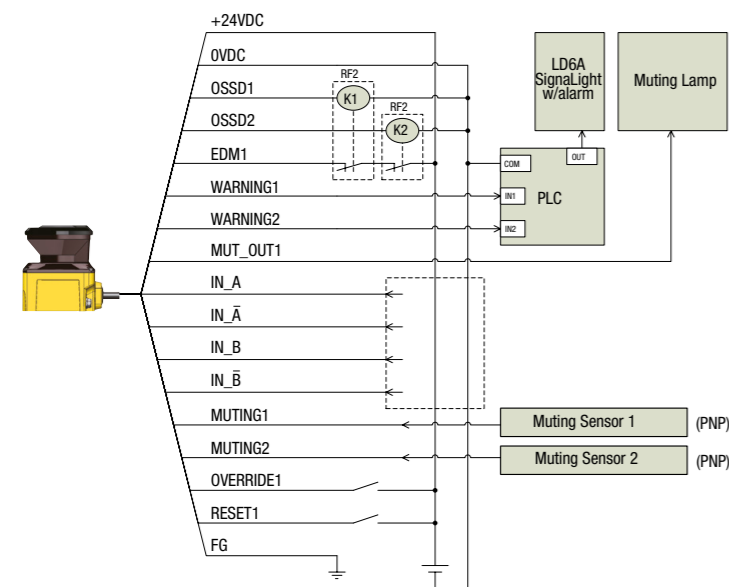 +24VDC
0VDC
OSSD1
RF2
K1
OSSD2
RF2
K2
EDM1
WARNING1
WARNING2
MUT_OUT1
IN_A
IN_A̅
IN_B
IN_B̅
MUTING1
MUTING2
OVERRIDE1
RESET1
FG
LD6A
SignaLight
w/alarm
Muting Lamp
COM
OUT
IN1
PLC
IN2
Muting Sensor 1
(PNP)
Muting Sensor 2
(PNP)